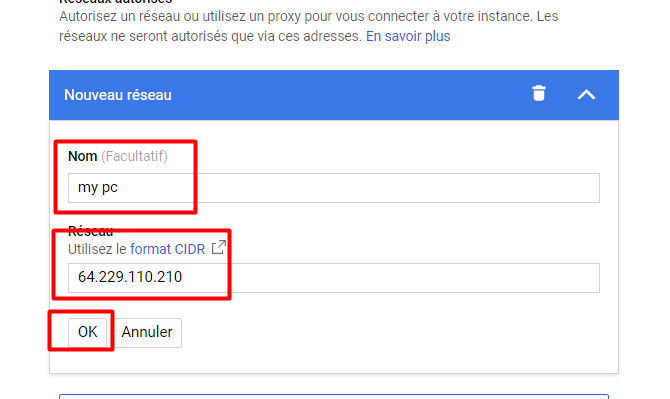 Réseaux autorisés
Autorisez un réseau ou utilisez un proxy pour vous connecter à votre instance. Les
réseaux ne seront autorisés que via ces adresses. En savoir plus
Nouveau réseau
Nom (Facultatif)
my pc
Réseau
Utilisez le format CIDR
64.229.110.210
OK Annuler